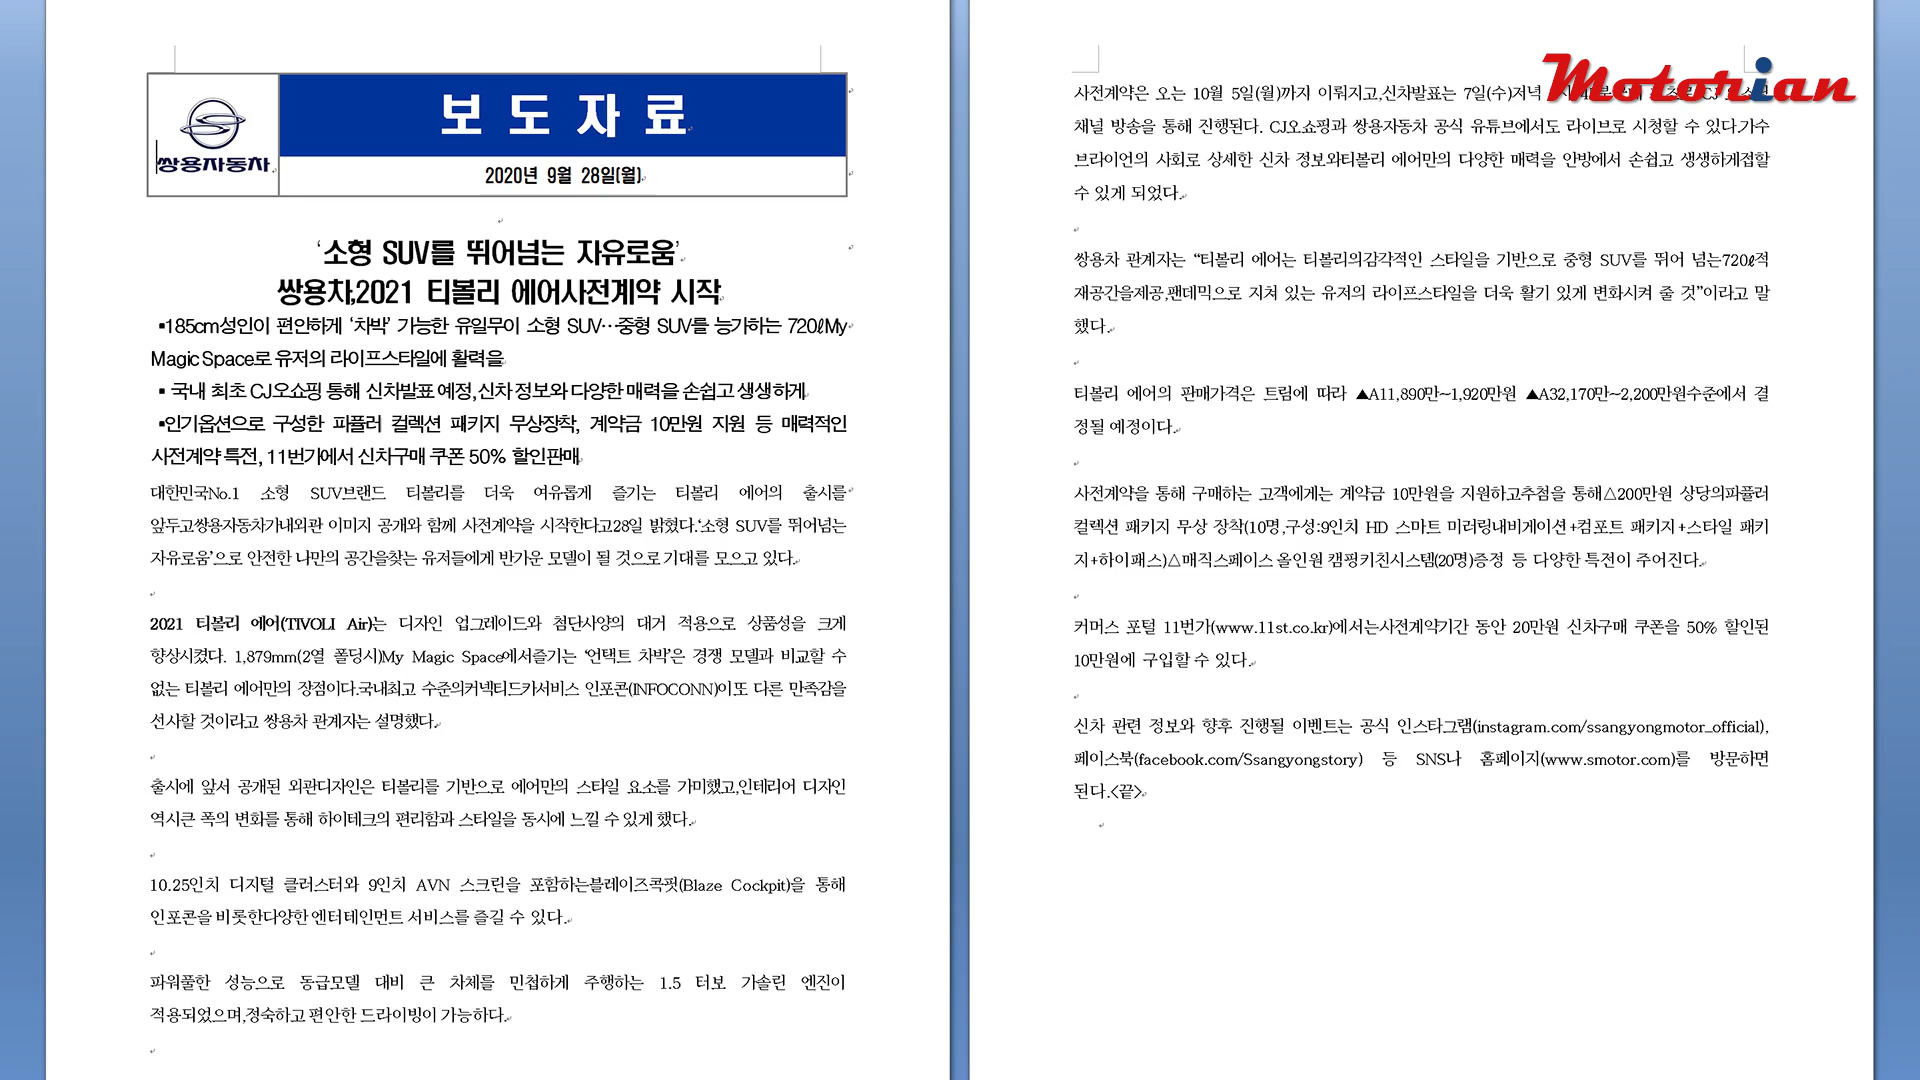 쌍용자동차
보 도 자 료
2020년 9월 28일(월)
‘소형 SUV를 뛰어넘는 자유로움’
쌍용차,2021 티볼리 에어사전계약 시작
▪185cm성인이 편안하게 ‘차박’ 가능한 유일무이 소형 SUV…중형 SUV를 능가하는 720ℓMy
Magic Space로 유저의 라이프스타일에 활력을
▪ 국내 최초 CJ오쇼핑 통해 신차발표 예정,신차 정보와 다양한 매력을 손쉽고 생생하게
▪인기옵션으로 구성한 파퓰러 컬렉션 패키지 무상장착, 계약금 10만원 지원 등 매력적인
사전계약 특전, 11번가에서 신차구매 쿠폰 50% 할인판매
대한민국No.1 소형 SUV브랜드 티볼리를 더욱 여유롭게 즐기는 티볼리 에어의 출시를
앞두고쌍용자동차가내외관 이미지 공개와 함께 사전계약을 시작한다고28일 밝혔다.‘소형 SUV를 뛰어넘는
자유로움’으로 안전한 나만의 공간을찾는 유저들에게 반가운 모델이 될 것으로 기대를 모으고 있다.
2021 티볼리 에어(TIVOLI Air)는 디자인 업그레이드와 첨단사양의 대거 적용으로 상품성을 크게
향상시켰다. 1,879mm(2열 폴딩시)My Magic Space에서즐기는 ‘언택트 차박’은 경쟁 모델과 비교할 수
없는 티볼리 에어만의 장점이다.국내최고 수준의커넥티드카서비스 인포콘(INFOCONN)이또 다른 만족감을
선사할 것이라고 쌍용차 관계자는 설명했다.
출시에 앞서 공개된 외관디자인은 티볼리를 기반으로 에어만의 스타일 요소를 가미했고,인테리어 디자인
역시큰 폭의 변화를 통해 하이테크의 편리함과 스타일을 동시에 느낄 수 있게 했다.
10.25인치 디지털 클러스터와 9인치 AVN 스크린을 포함하는블레이즈콕핏(Blaze Cockpit)을 통해
인포콘을 비롯한다양한 엔터테인먼트 서비스를 즐길 수 있다.
파워풀한 성능으로 동급모델 대비 큰 차체를 민첩하게 주행하는 1.5 터보 가솔린 엔진이
적용되었으며,정숙하고 편안한 드라이빙이 가능하다.
Motorian
사전계약은 오는 10월 5일(월)까지 이뤄지고,신차발표는 7일(수)저녁
채널 방송을 통해 진행된다. CJ오쇼핑과 쌍용자동차 공식 유튜브에서도 라이브로 시청할 수 있다.가수
브라이언의 사회로 상세한 신차 정보와티볼리 에어만의 다양한 매력을 안방에서 손쉽고 생생하게접할
수 있게 되었다.
쌍용차 관계자는 “티볼리 에어는 티볼리의감각적인 스타일을 기반으로 중형 SUV를 뛰어 넘는720ℓ적
재공간을제공,팬데믹으로 지쳐 있는 유저의 라이프스타일을 더욱 활기 있게 변화시켜 줄 것”이라고 말
했다.
티볼리 에어의 판매가격은 트림에 따라 ▲A11,890만~1,920만원 ▲A32,170만~2,200만원수준에서 결
정될 예정이다.
사전계약을 통해 구매하는 고객에게는 계약금 10만원을 지원하고추첨을 통해△200만원 상당의파퓰러
컬렉션 패키지 무상 장착(10명,구성:9인치 HD 스마트 미러링내비게이션+컴포트 패키지+스타일 패키
지+하이패스)△매직스페이스 올인원 캠핑키친시스템(20명)증정 등 다양한 특전이 주어진다.
커머스 포털 11번가(www.11st.co.kr)에서는사전계약기간 동안 20만원 신차구매 쿠폰을 50% 할인된
10만원에 구입할 수 있다.
신차 관련 정보와 향후 진행될 이벤트는 공식 인스타그램(instagram.com/ssangyongmotor_official),
페이스북(facebook.com/Ssangyongstory) 등 SNS나 홈페이지(www.smotor.com)를 방문하면
된다.<끝>